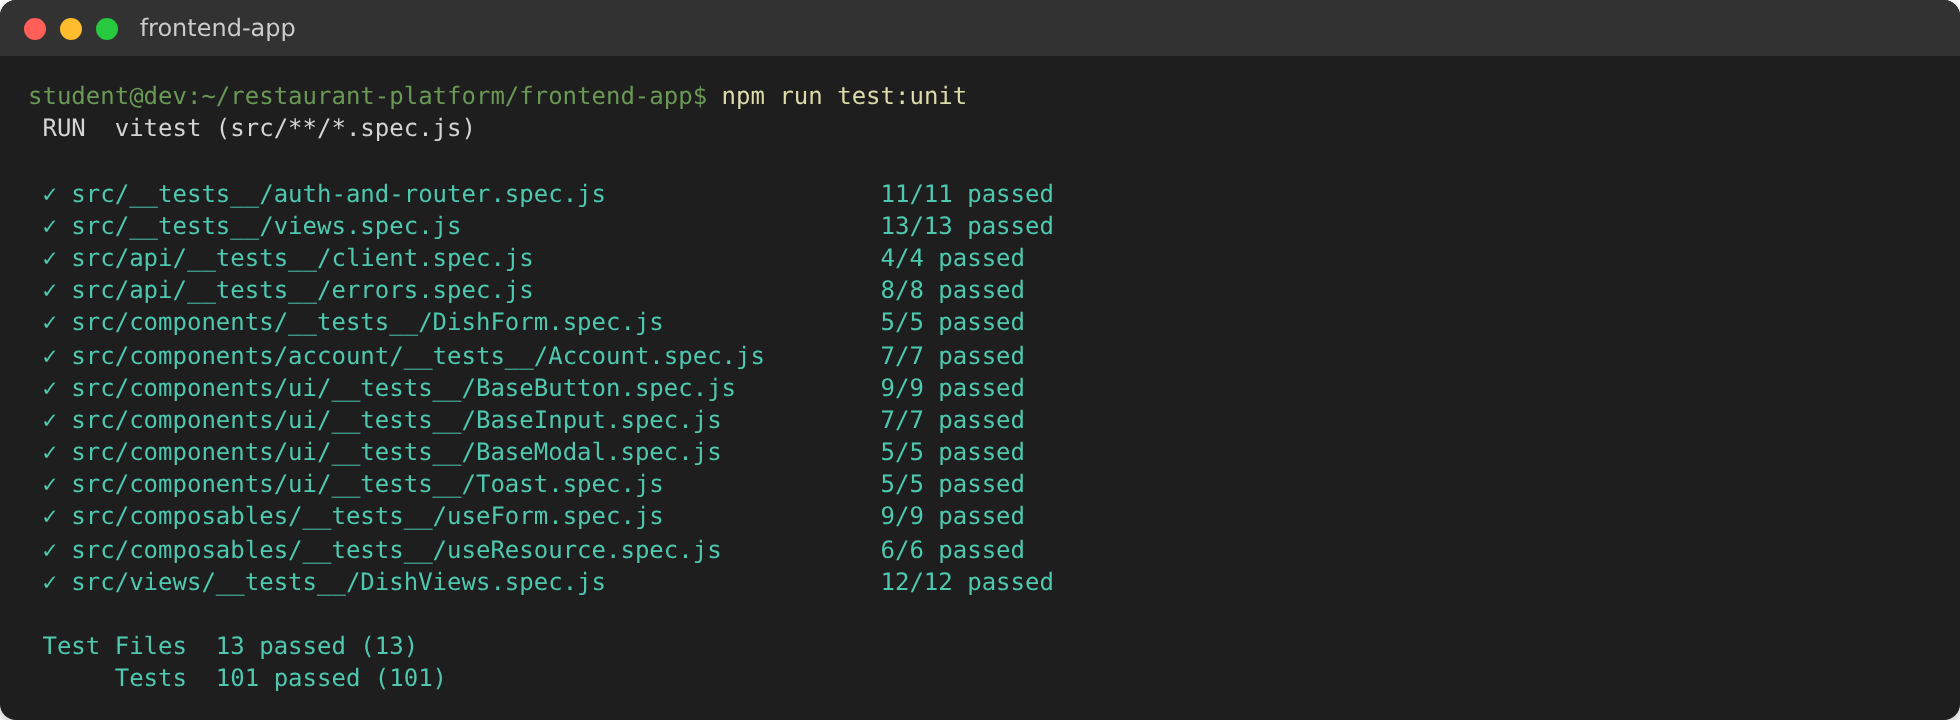 frontend-app
student@dev:~/restaurant-platform/frontend-app$ npm run test:unit
RUN  vitest (src/**/*.spec.js)
✓ src/__tests__/auth-and-router.spec.js 11/11 passed
✓ src/__tests__/views.spec.js 13/13 passed
✓ src/api/__tests__/client.spec.js 4/4 passed
✓ src/api/__tests__/errors.spec.js 8/8 passed
✓ src/components/__tests__/DishForm.spec.js 5/5 passed
✓ src/components/account/__tests__/Account.spec.js 7/7 passed
✓ src/components/ui/__tests__/BaseButton.spec.js 9/9 passed
✓ src/components/ui/__tests__/BaseInput.spec.js 7/7 passed
✓ src/components/ui/__tests__/BaseModal.spec.js 5/5 passed
✓ src/components/ui/__tests__/Toast.spec.js 5/5 passed
✓ src/composables/__tests__/useForm.spec.js 9/9 passed
✓ src/composables/__tests__/useResource.spec.js 6/6 passed
✓ src/views/__tests__/DishViews.spec.js 12/12 passed
Test Files  13 passed (13)
Tests  101 passed (101)